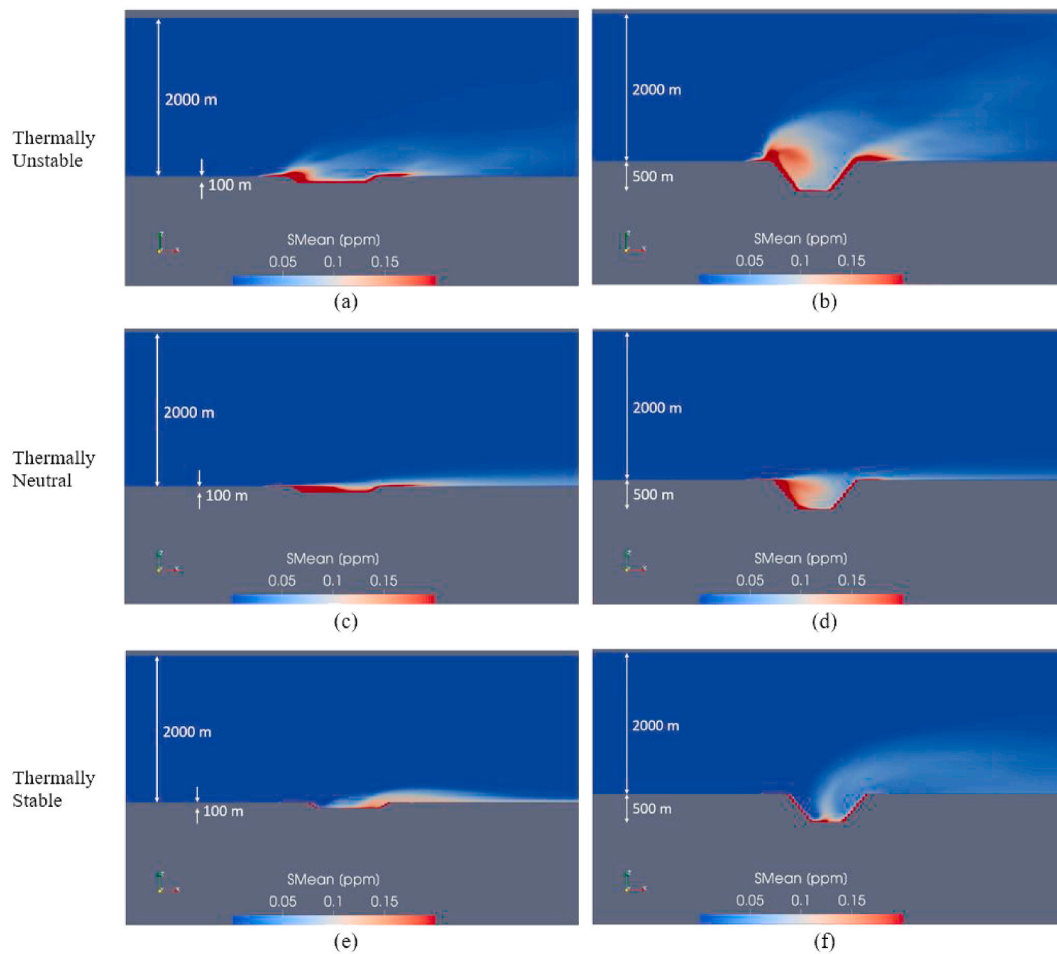 Thermally
Unstable
2000 m
100 m
SMean [ppm]
0.05 0.1 0.15
(a)
2000 m
500 m
SMean [ppm]
0.05 0.1 0.15
(b)
Thermally
Neutral
2000 m
100 m
SMean [ppm]
0.05 0.1 0.15
(c)
2000 m
500 m
SMean [ppm]
0.05 0.1 0.15
(d)
Thermally
Stable
2000 m
100 m
SMean [ppm]
0.05 0.1 0.15
(e)
2000 m
500 m
SMean [ppm]
0.05 0.1 0.15
(f)